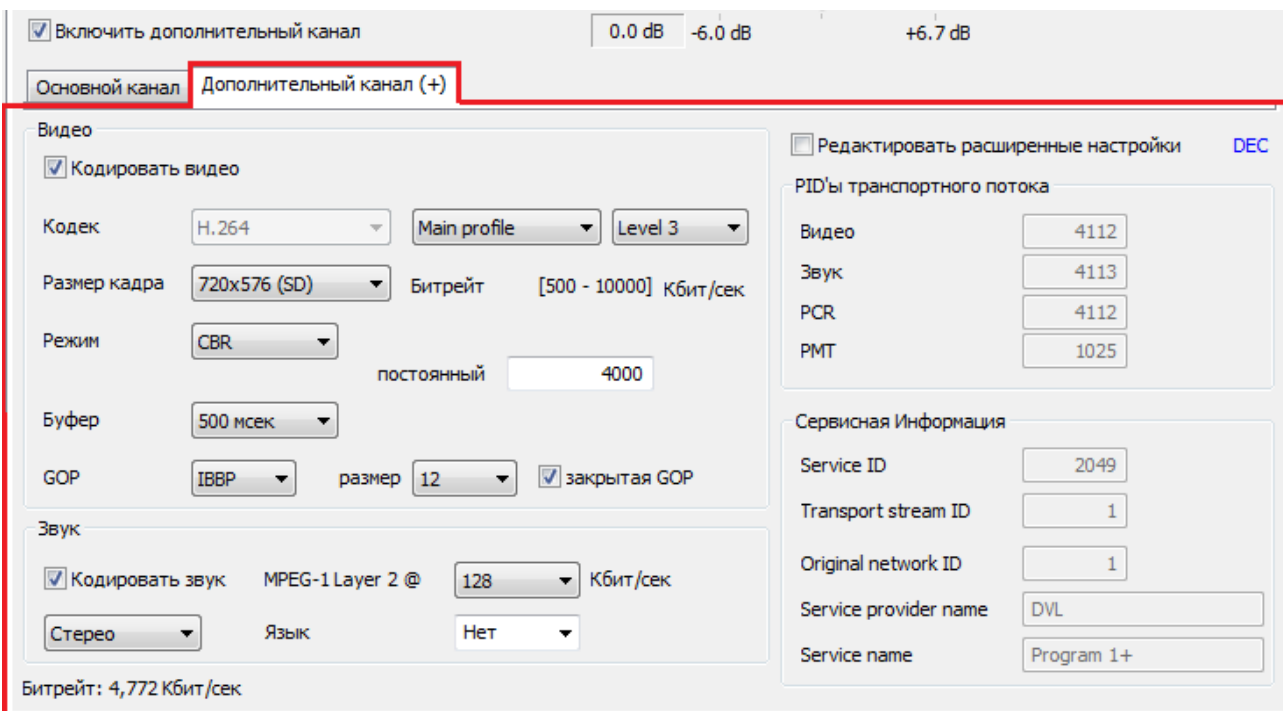 Включить дополнительный канал 0.0 dB -6.0 dB +6.7 dB
Основной канал Дополнительный канал (+)
Видео
Кодировать видео
Кодек H.264 Main profile Level 3
Размер кадра 720x576 (SD) Битрейт [500 - 10000] Кбит/сек
Режим CBR
постоянный 4000
Буфер 500 мсек
GOP IBBP размер 12 закрытая GOP
Звук
Кодировать звук MPEG-1 Layer 2 @ 128 Кбит/сек
Стерео Язык Нет
Битрейт: 4,772 Кбит/сек
Редактировать расширенные настройки DEC
PID'ы транспортного потока
Видео 4112
Звук 4113
PCR 4112
PMT 1025
Сервисная Информация
Service ID 2049
Transport stream ID 1
Original network ID 1
Service provider name DVL
Service name Program 1+